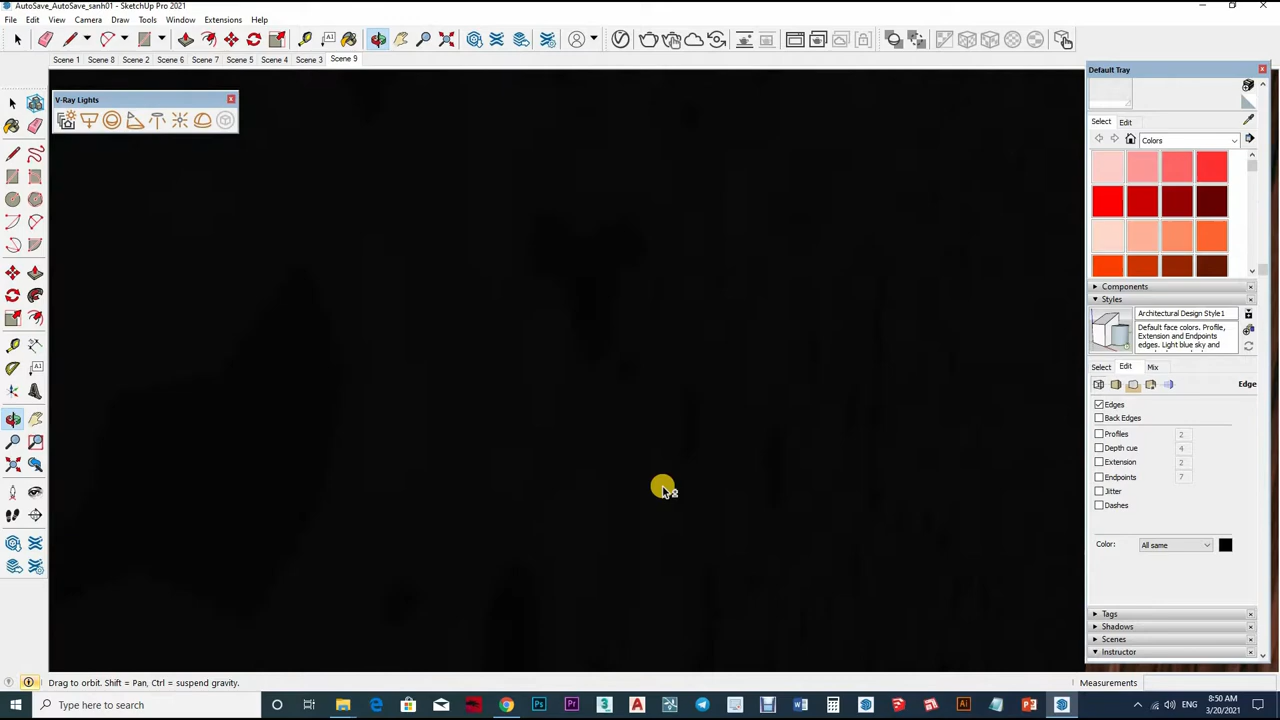 AutoSave_AutoSave_sanh01 - SketchUp Pro 2021
File Edit View Camera Draw Tools Window Extensions Help
Scene 1 Scene 8 Scene 2 Scene 6 Scene 7 Scene 5 Scene 4 Scene 3 Scene 9
Default Tray
V-Ray Lights
Select Edit
Colors
Components
Styles
Architectural Design Style1
Default face colors. Profile,
Extension and Endpoints
edges. Light blue sky and
Select Edit Mix
Edge
Edges
Back Edges
Profiles 2
Depth cue 4
Extension 2
Endpoints 7
Jitter
Dashes
Color: All same
Tags
Shadows
Scenes
Instructor
Drag to orbit. Shift = Pan, Ctrl = suspend gravity.
Measurements
Type here to search
8:50 AM
3/20/2021